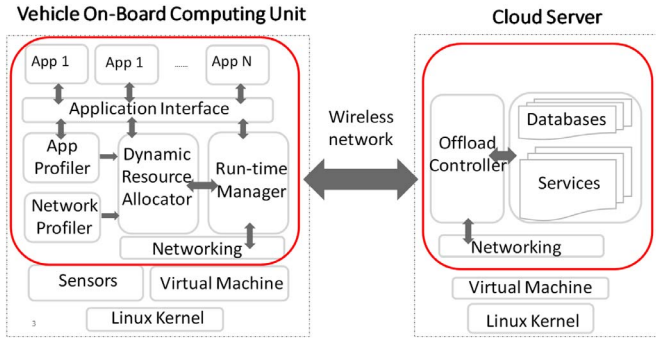 Vehicle On-Board Computing Unit
Cloud Server
App 1
App 1
.......
App N
Application Interface
App
Profiler
Dynamic
Resource
Allocator
Run-time
Manager
Network
Profiler
Networking
Sensors
Virtual Machine
Linux Kernel
3
Wireless
network
Offload
Controller
Databases
Services
Networking
Virtual Machine
Linux Kernel